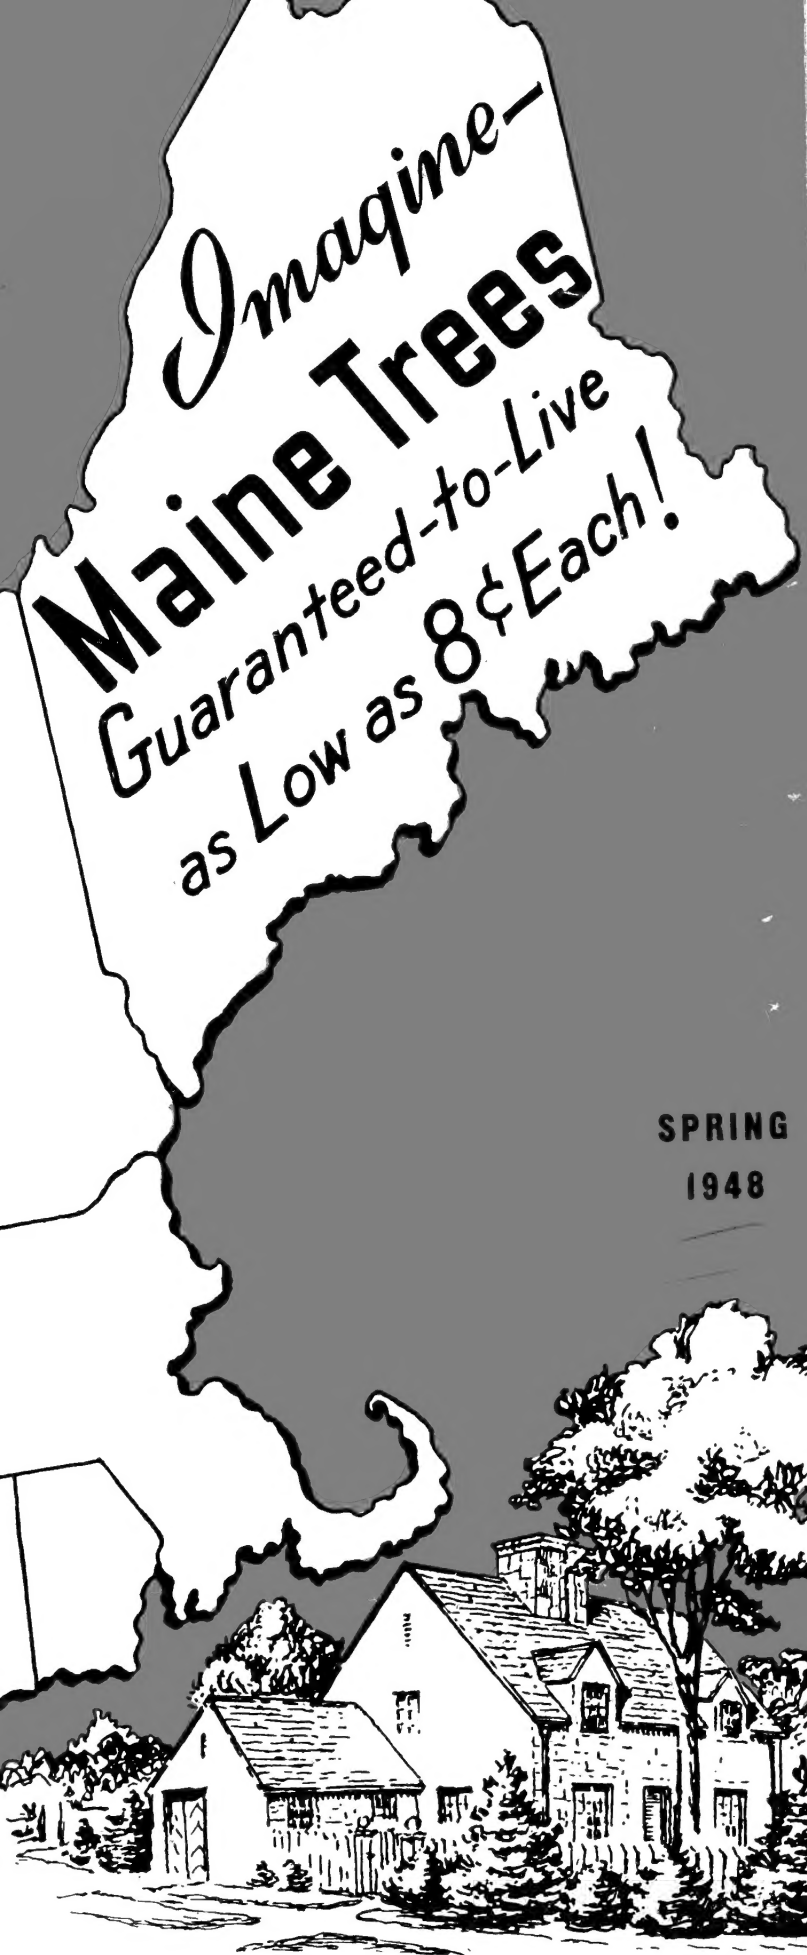 Imagine—
Maine Trees
Guaranteed-to-Live
as Low as 8¢ Each!
SPRING
1948